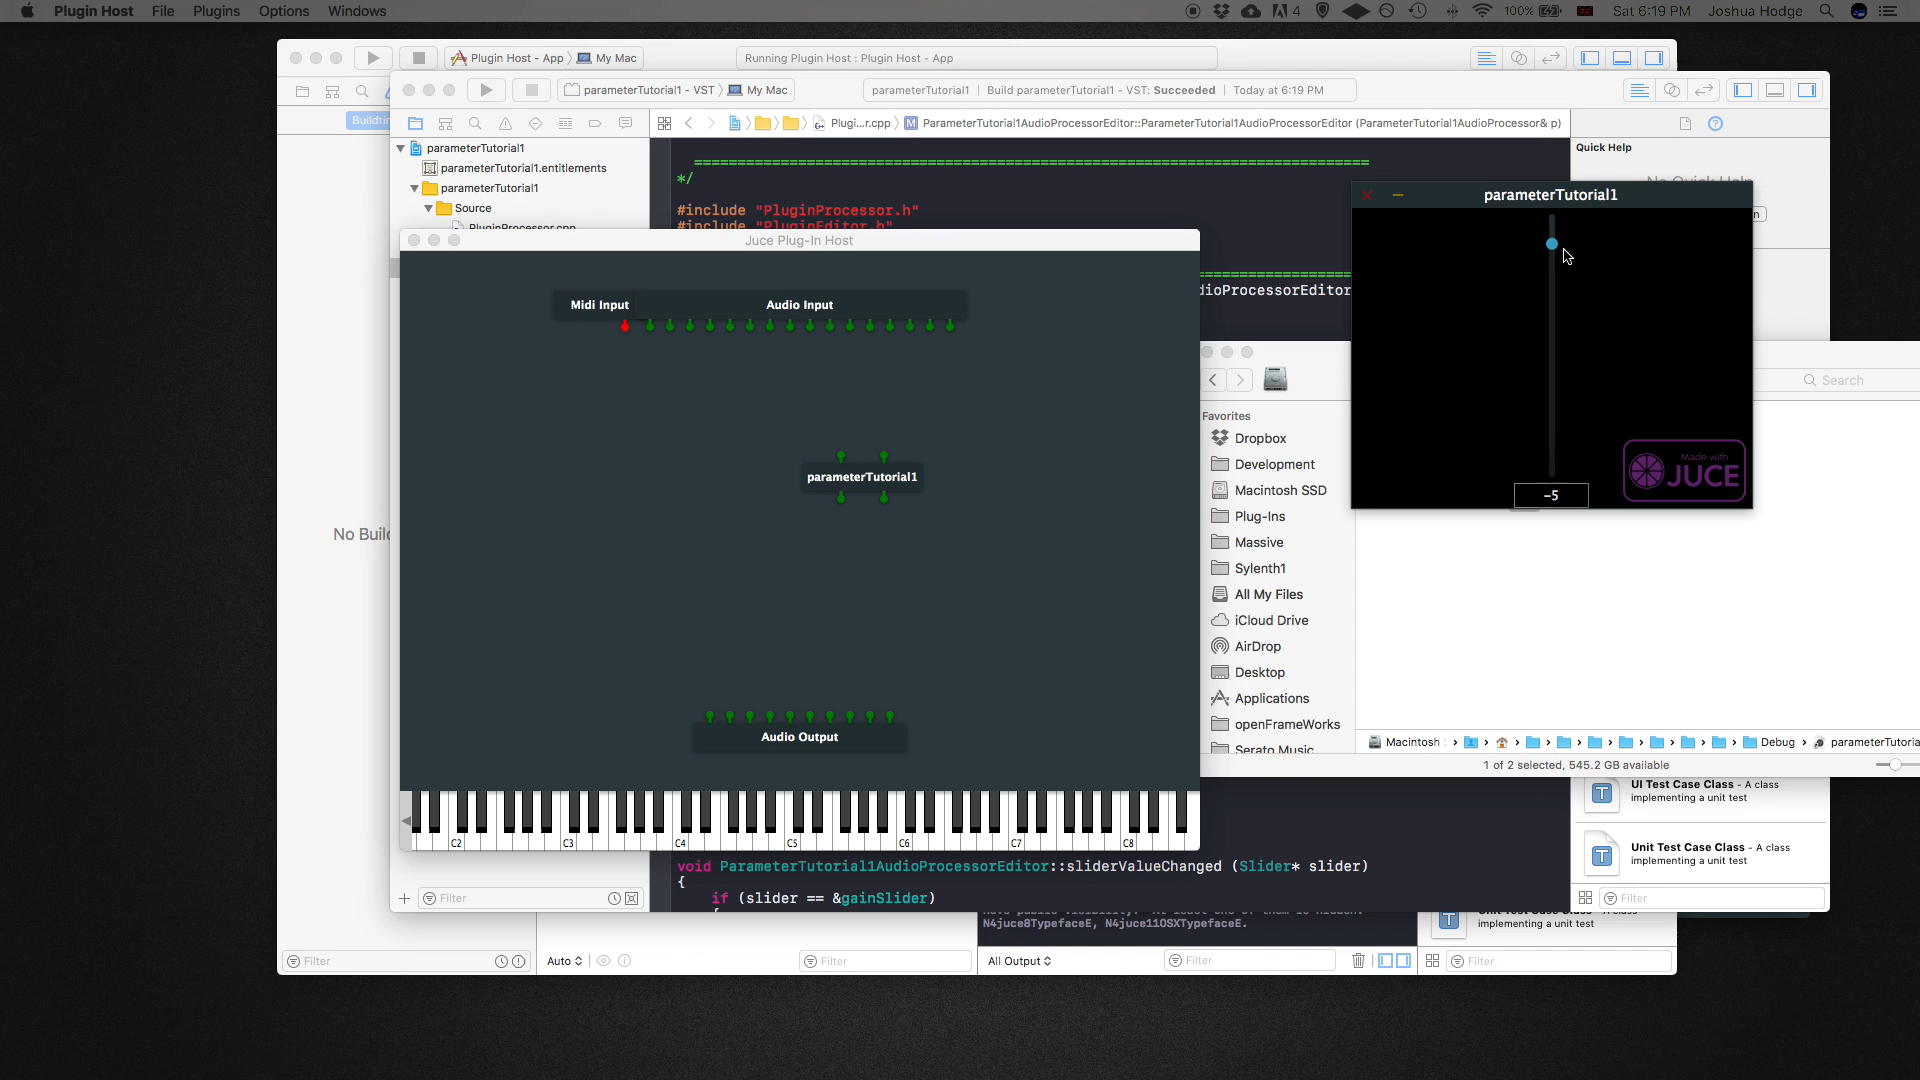 Plugin Host File Plugins Options Windows
4 100% Sat 6:19 PM Joshua Hodge
Plugin Host - App My Mac
Running Plugin Host : Plugin Host - App
parameterTutorial1 - VST My Mac
parameterTutorial1 | Build parameterTutorial1 - VST: Succeeded | Today at 6:19 PM
Plugi...r.cpp ParameterTutorial1AudioProcessorEditor::ParameterTutorial1AudioProcessorEditor (ParameterTutorial1AudioProcessor& p)
parameterTutorial1
parameterTutorial1.entitlements
parameterTutorial1
Source
PluginProcessor.cpp
================================================================================
*/
#include "PluginProcessor.h"
#include "PluginEditor.h"
Quick Help
No Quick Help
parameterTutorial1
-5
Made with
JUCE
Juce Plug-In Host
Midi Input
Audio Input
parameterTutorial1
Audio Output
C2 C3 C4 C5 C6 C7 C8
Search
Favorites
Dropbox
Development
Macintosh SSD
Plug-Ins
Massive
Sylenth1
All My Files
iCloud Drive
AirDrop
Desktop
Applications
openFrameWorks
Serato Music
Macintosh Debug parameterTutoria
1 of 2 selected, 545.2 GB available
UI Test Case Class - A class
implementing a unit test
Unit Test Case Class - A class
implementing a unit test
void ParameterTutorial1AudioProcessorEditor::sliderValueChanged (Slider* slider)
{
if (slider == &gainSlider)
Filter
Filter
N4juce8TypefaceE, N4juce11OSXTypefaceE.
implementing a unit test
Filter
Auto
Filter
All Output
Filter
Filter